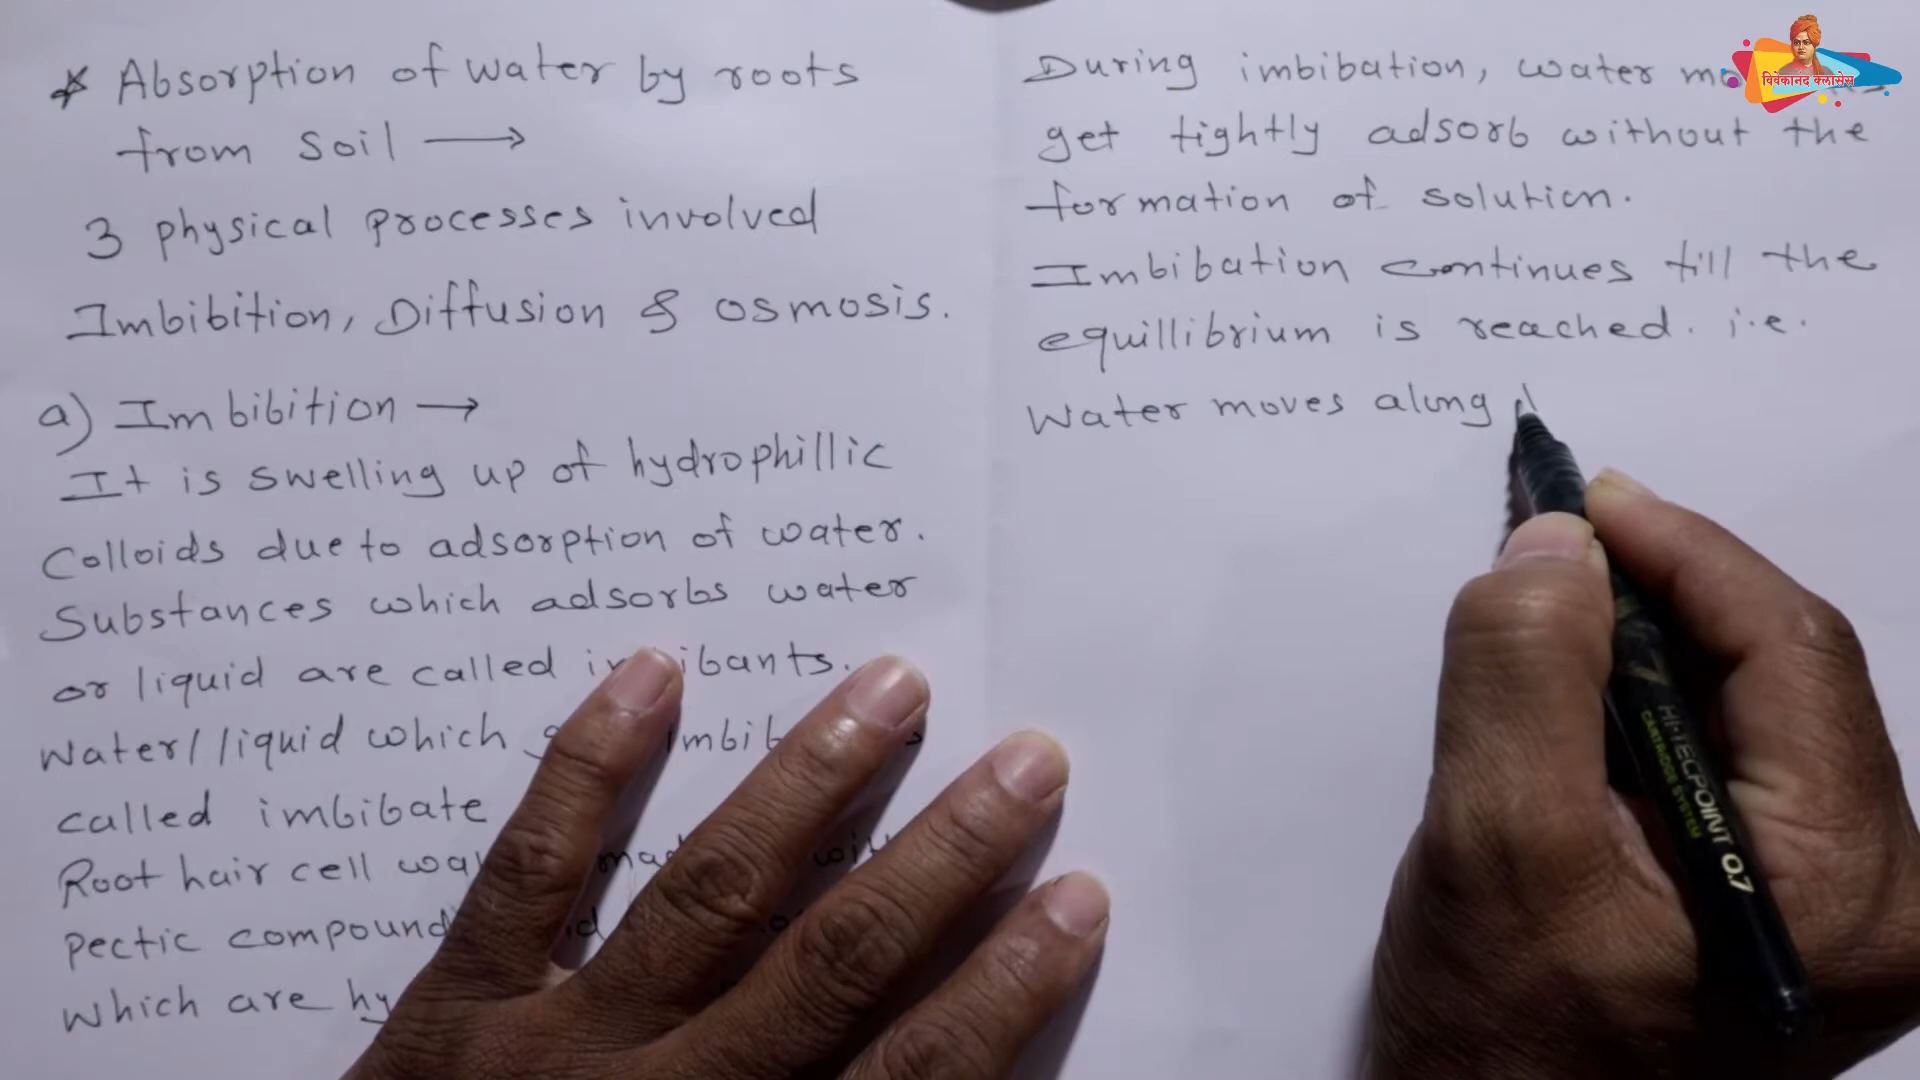 * Absorption of water by roots
from soil →
3 physical processes involved
Imbibition, Diffusion & osmosis.
a) Imbibition →
It is swelling up of hydrophillic
Colloids due to adsorption of water.
Substances which adsorbs water
or liquid are called
Water/liquid which
called imbibate
Root hair cell
pectic
which are
During imbibation, water
get tightly adsorb without the
formation of solution.
Imbibation continues till the
equillibrium is reached. i.e.
Water moves along
विवेकानंद क्लासेस
HI-TECPOINT 0.7
CARTRIDGE SYSTEM